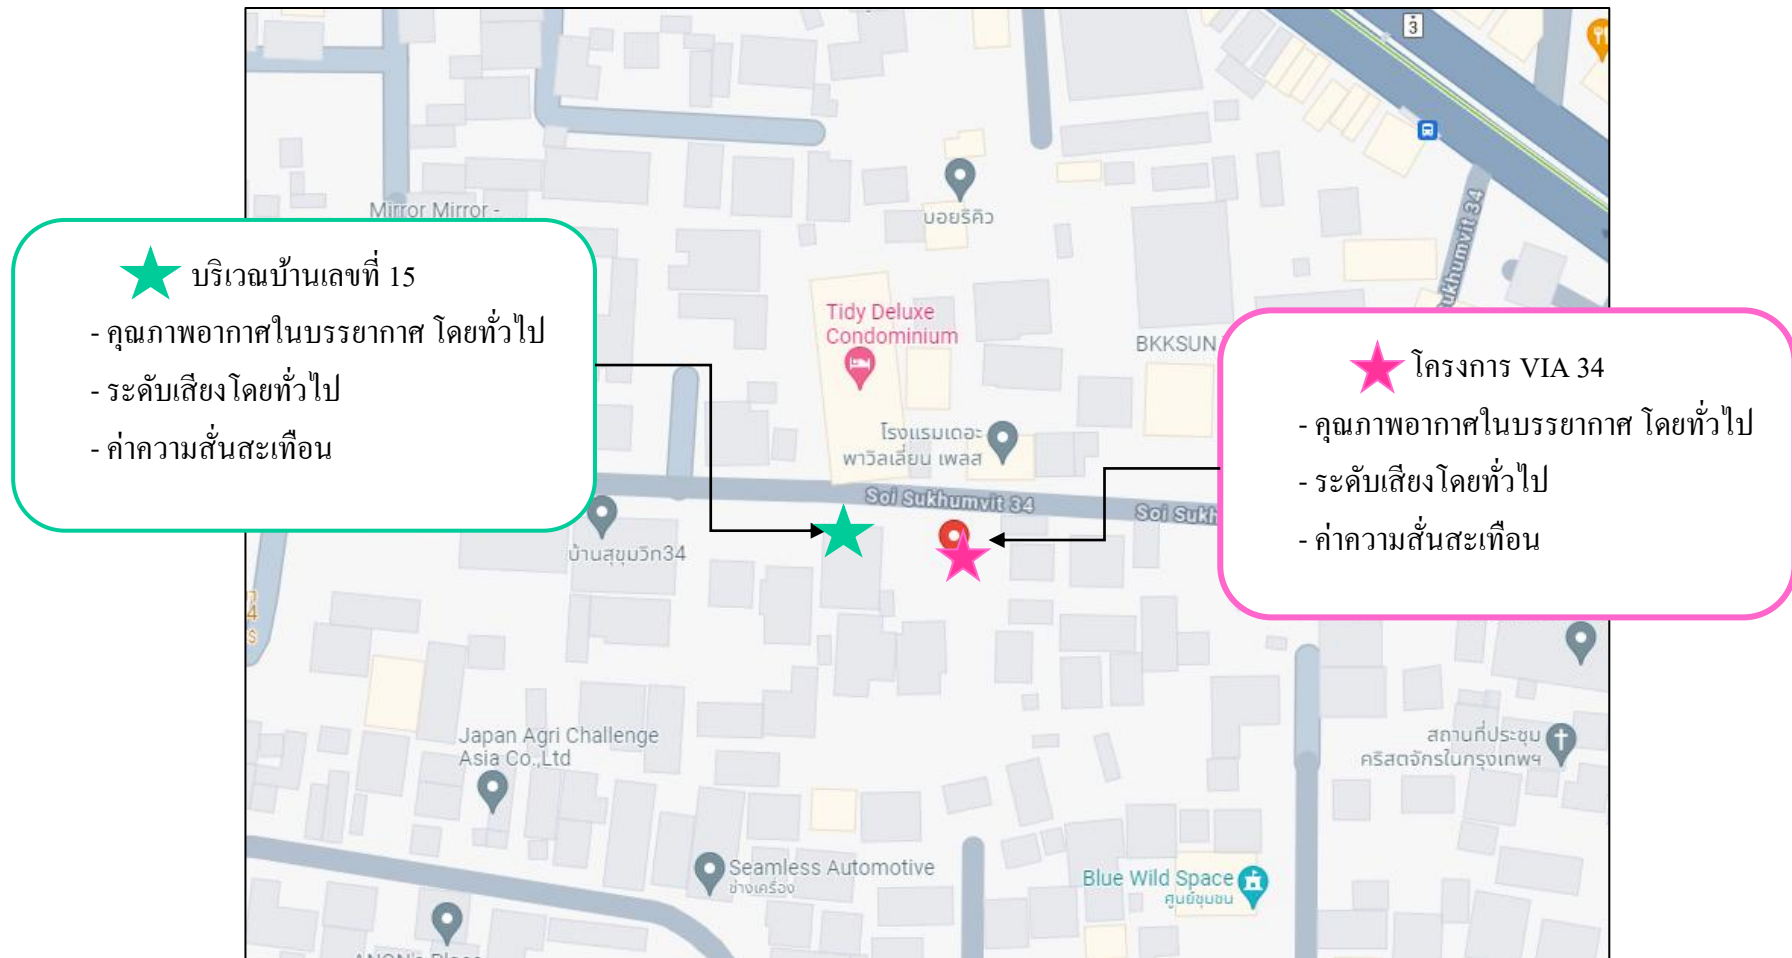 3
Mirror Mirror -
บอยริคิว
Sukhumvit 34
บริเวณบ้านเลขที่ 15
- คุณภาพอากาศในบรรยากาศ โดยทั่วไป
- ระดับเสียงโดยทั่วไป
- ค่าความสั่นสะเทือน
Tidy Deluxe
Condominium
BKKSUN
โครงการ VIA 34
- คุณภาพอากาศในบรรยากาศ โดยทั่วไป
- ระดับเสียงโดยทั่วไป
- ค่าความสั่นสะเทือน
โรงแรมเดอะ
พาวิลเลี่ยน เพลส
Soi Sukhumvit 34
Soi Sukh
บ้านสุขุมวิท34
4
Japan Agri Challenge
Asia Co.,Ltd
สถานที่ประชุม
คริสตจักรในกรุงเทพฯ
Seamless Automotive
ช่างเครื่อง
Blue Wild Space
ศูนย์ชุมชน